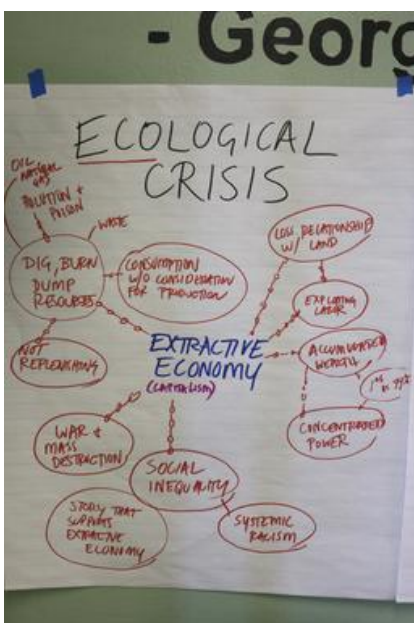 - Georg
ECOLOGICAL
CRISIS
OIL
NATURAL
GAS
POLLUTION +
POISON
WASTE
DIG, BURN
DUMP
RESOURCES
CONSUMPTION
W/O CONSIDERATION
FOR PRODUCTION
NOT
REPLENISHING
LOSS RELATIONSHIP
W/ LAND
EXPLOITING
LABOR
EXTRACTIVE
ECONOMY
(CAPITALISM)
ACCUMULATED
WEALTH
1% vs 99%
CONCENTRATED
POWER
WAR +
MASS
DESTRUCTION
SOCIAL
INEQUALITY
STORY THAT
SUPPORTS
EXTRACTIVE
ECONOMY
SYSTEMIC
RACISM